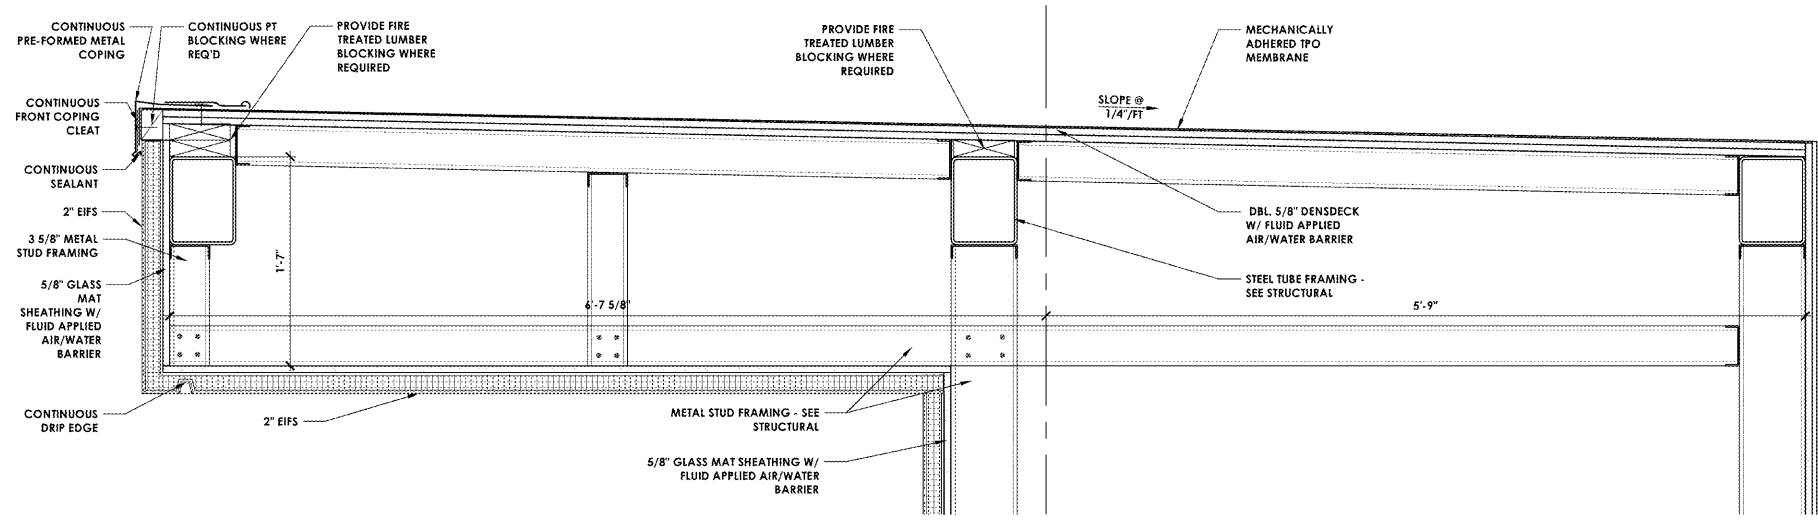 CONTINUOUS
PRE-FORMED METAL
COPING
CONTINUOUS PT
BLOCKING WHERE
REQ'D
PROVIDE FIRE
TREATED LUMBER
BLOCKING WHERE
REQUIRED
PROVIDE FIRE
TREATED LUMBER
BLOCKING WHERE
REQUIRED
MECHANICALLY
ADHERED TPO
MEMBRANE
SLOPE @
1/4"/FT
CONTINUOUS
FRONT COPING
CLEAT
CONTINUOUS
SEALANT
2" EIFS
3 5/8" METAL
STUD FRAMING
5/8" GLASS
MAT
SHEATHING W/
FLUID APPLIED
AIR/WATER
BARRIER
1'-7"
6'-7 5/8"
5'-9"
DBL. 5/8" DENSDECK
W/ FLUID APPLIED
AIR/WATER BARRIER
STEEL TUBE FRAMING -
SEE STRUCTURAL
CONTINUOUS
DRIP EDGE
2" EIFS
METAL STUD FRAMING - SEE
STRUCTURAL
5/8" GLASS MAT SHEATHING W/
FLUID APPLIED AIR/WATER
BARRIER